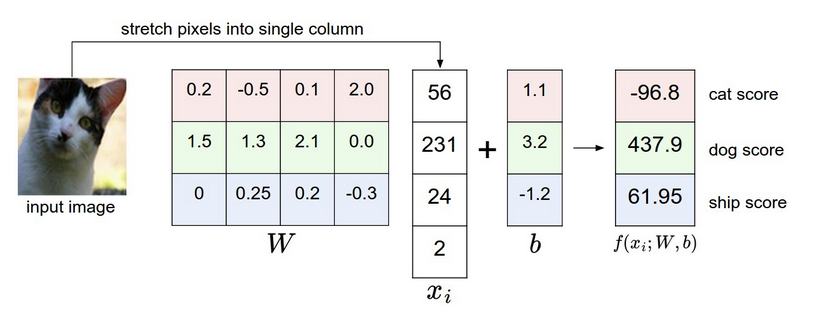 stretch pixels into single column
0.2 -0.5 0.1 2.0
1.5 1.3 2.1 0.0
0 0.25 0.2 -0.3
W
56
231
24
2
x_i
+
1.1
3.2
-1.2
b
-96.8 cat score
437.9 dog score
61.95 ship score
f(x_i; W, b)
input image